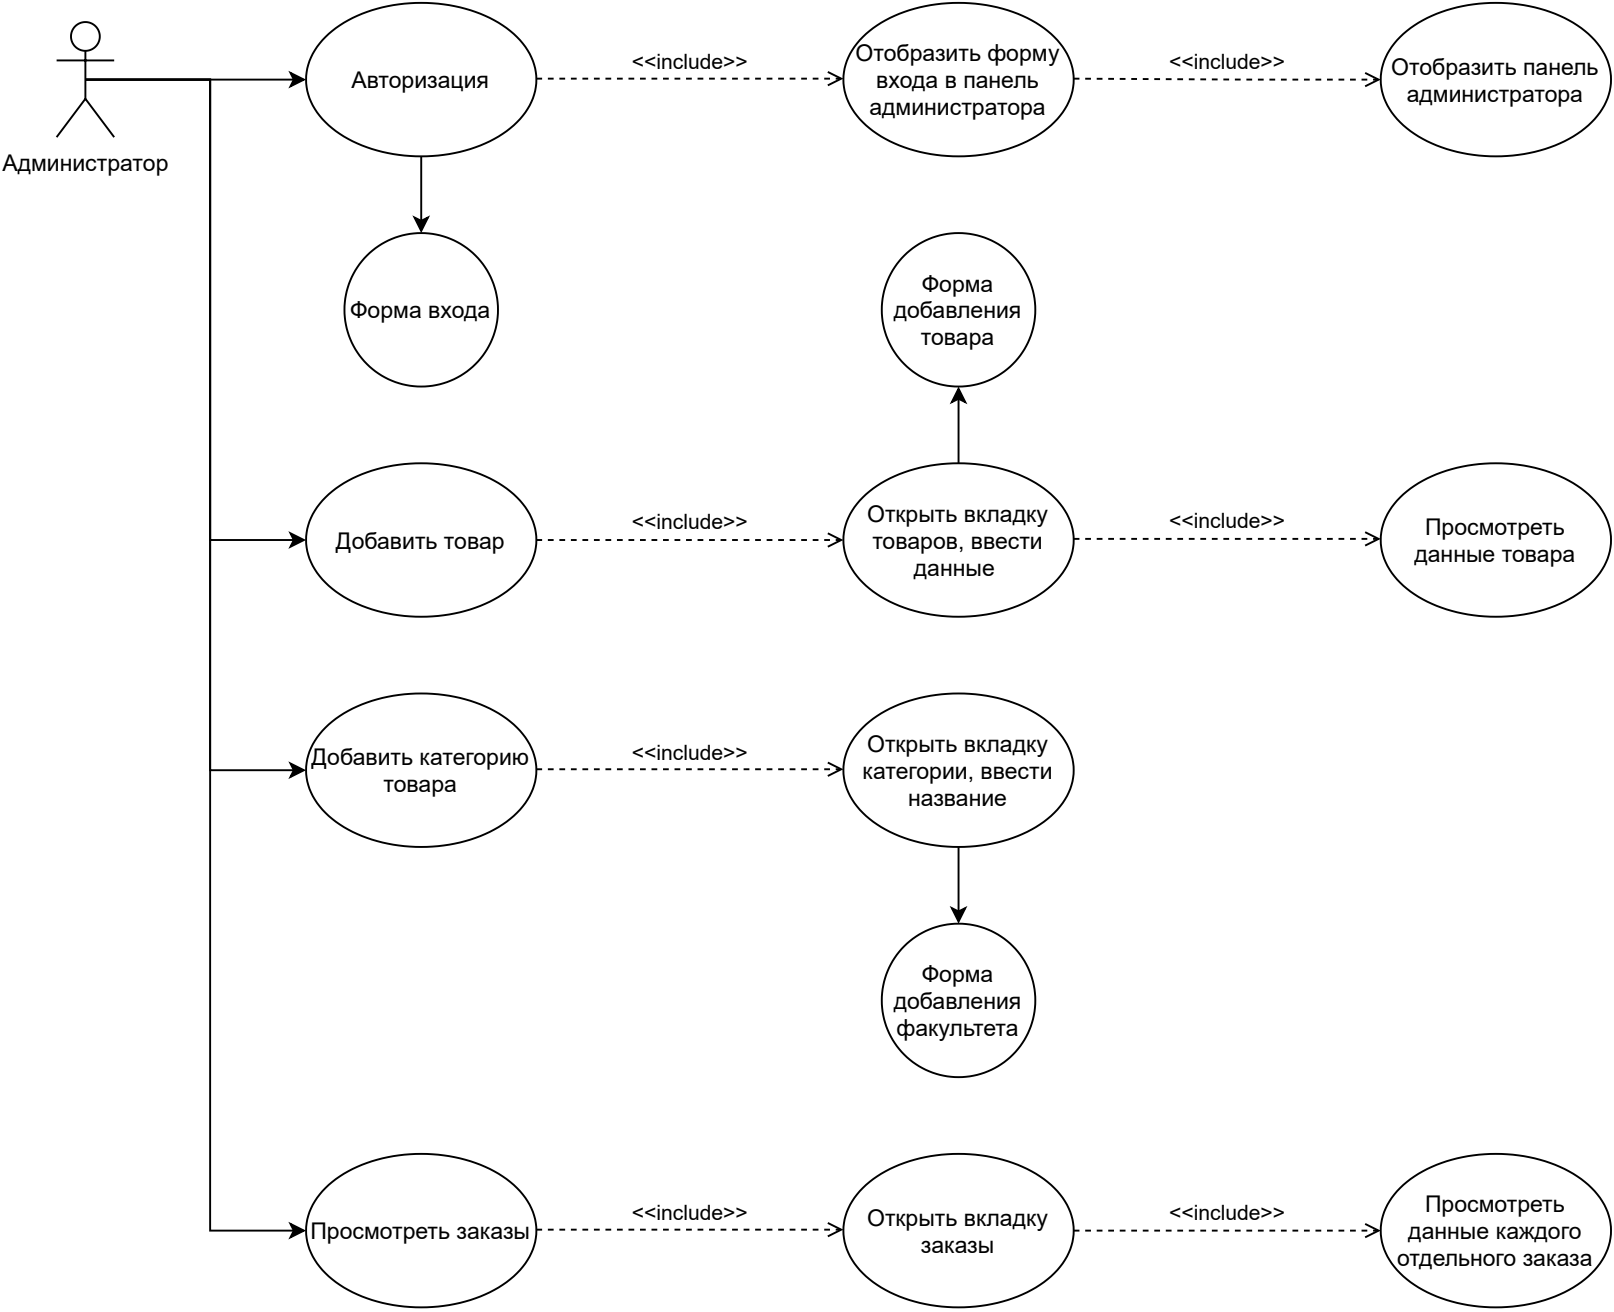 Администратор
Авторизация
<<include>>
Отобразить форму
входа в панель
администратора
<<include>>
Отобразить панель
администратора
Форма входа
Форма
добавления
товара
Добавить товар
<<include>>
Открыть вкладку
товаров, ввести
данные
<<include>>
Просмотреть
данные товара
Добавить категорию
товара
<<include>>
Открыть вкладку
категории, ввести
название
Форма
добавления
факультета
Просмотреть заказы
<<include>>
Открыть вкладку
заказы
<<include>>
Просмотреть
данные каждого
отдельного заказа